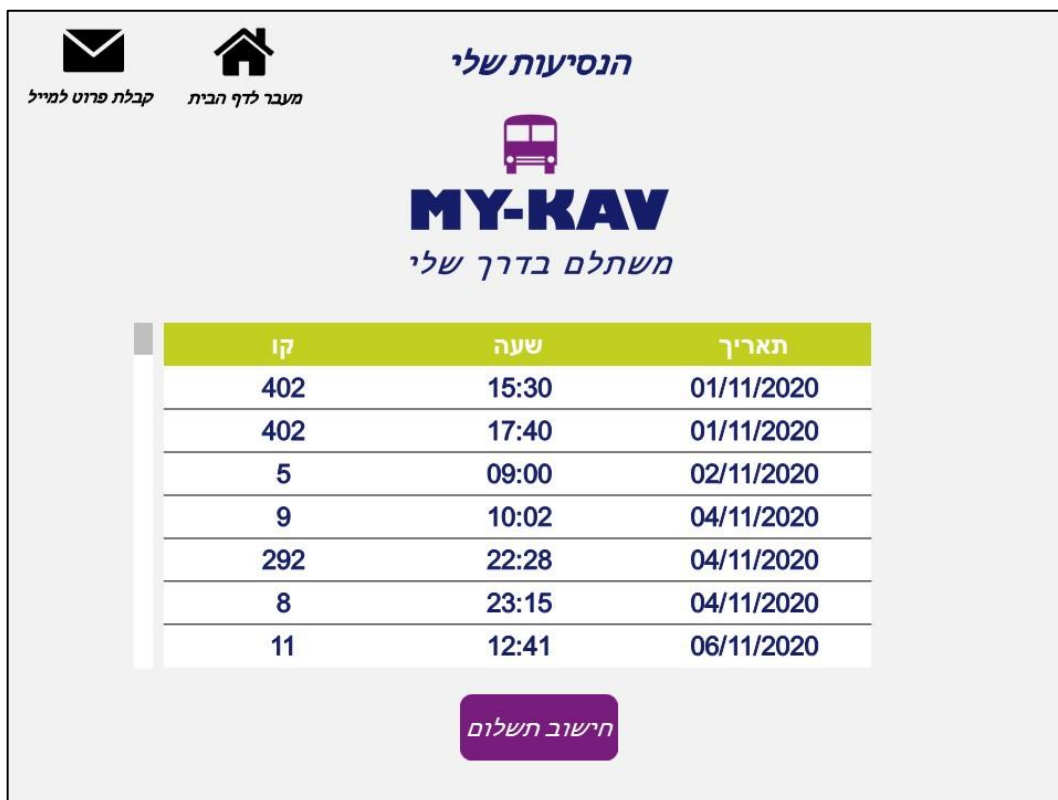 הנסיעות שלי
מעבר לדף הבית
קבלת פרוט למייל
MY-KAV
משתלם בדרך שלי
תאריך שעה קו
01/11/2020 15:30 402
01/11/2020 17:40 402
02/11/2020 09:00 5
04/11/2020 10:02 9
04/11/2020 22:28 292
04/11/2020 23:15 8
06/11/2020 12:41 11
חישוב תשלום